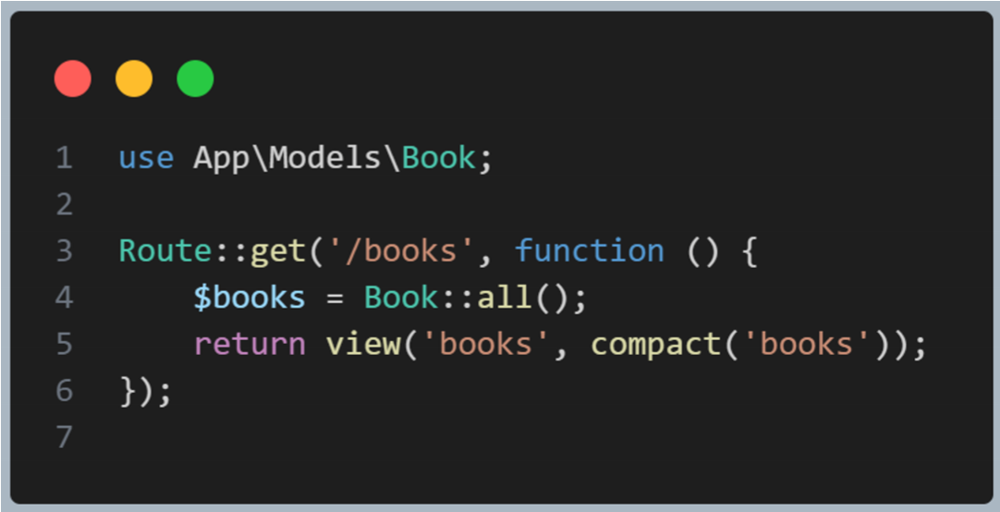 1 use App\Models\Book;
2
3 Route::get('/books', function () {
4     $books = Book::all();
5     return view('books', compact('books'));
6 });
7